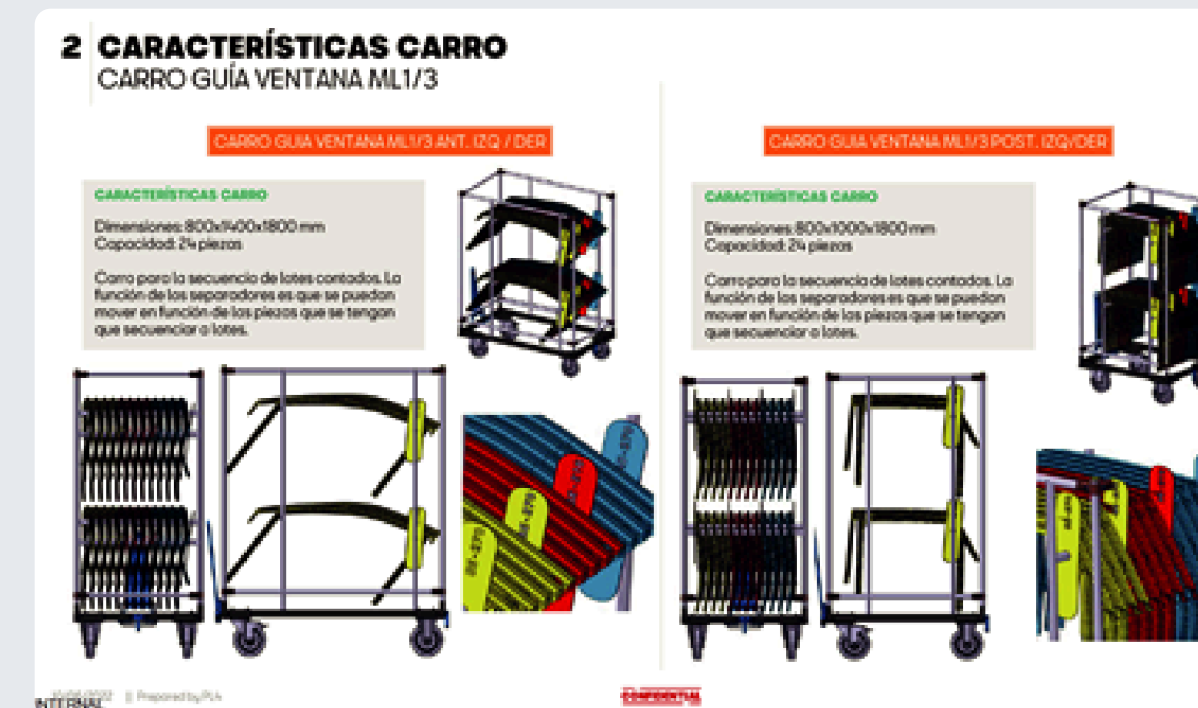 2 CARACTERÍSTICAS CARRO
CARRO GUÍA VENTANA ML1/3
CARRO GUIA VENTANA ML1/3 ANT. IZQ / DER
CARACTERÍSTICAS CARRO
Dimensiones: 800x1400x1800 mm
Capacidad: 24 piezas
Carro para la secuencia de lotes contados. La
función de los separadores es que se puedan
mover en función de las piezas que se tengan
que secuenciar a lotes.
CARRO GUIA VENTANA ML1/3 POST. IZQ/DER
CARACTERÍSTICAS CARRO
Dimensiones: 800x1000x1800 mm
Capacidad: 24 piezas
Carro para la secuencia de lotes contados. La
función de los separadores es que se puedan
mover en función de las piezas que se tengan
que secuenciar a lotes.
|| Prepared by PL4
INTERNAL
CONFIDENTIAL